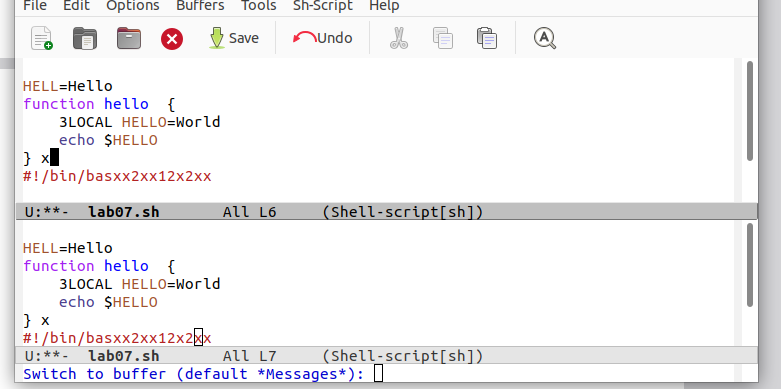 File Edit Options Buffers Tools Sh-Script Help
Save Undo
HELL=Hello
function hello  {
    3LOCAL HELLO=World
    echo $HELLO
} x
#!/bin/basxx2xx12x2xx
U:**-  lab07.sh       All L6     (Shell-script[sh])
HELL=Hello
function hello  {
    3LOCAL HELLO=World
    echo $HELLO
} x
#!/bin/basxx2xx12x2xx
U:**-  lab07.sh       All L7     (Shell-script[sh])
Switch to buffer (default *Messages*):